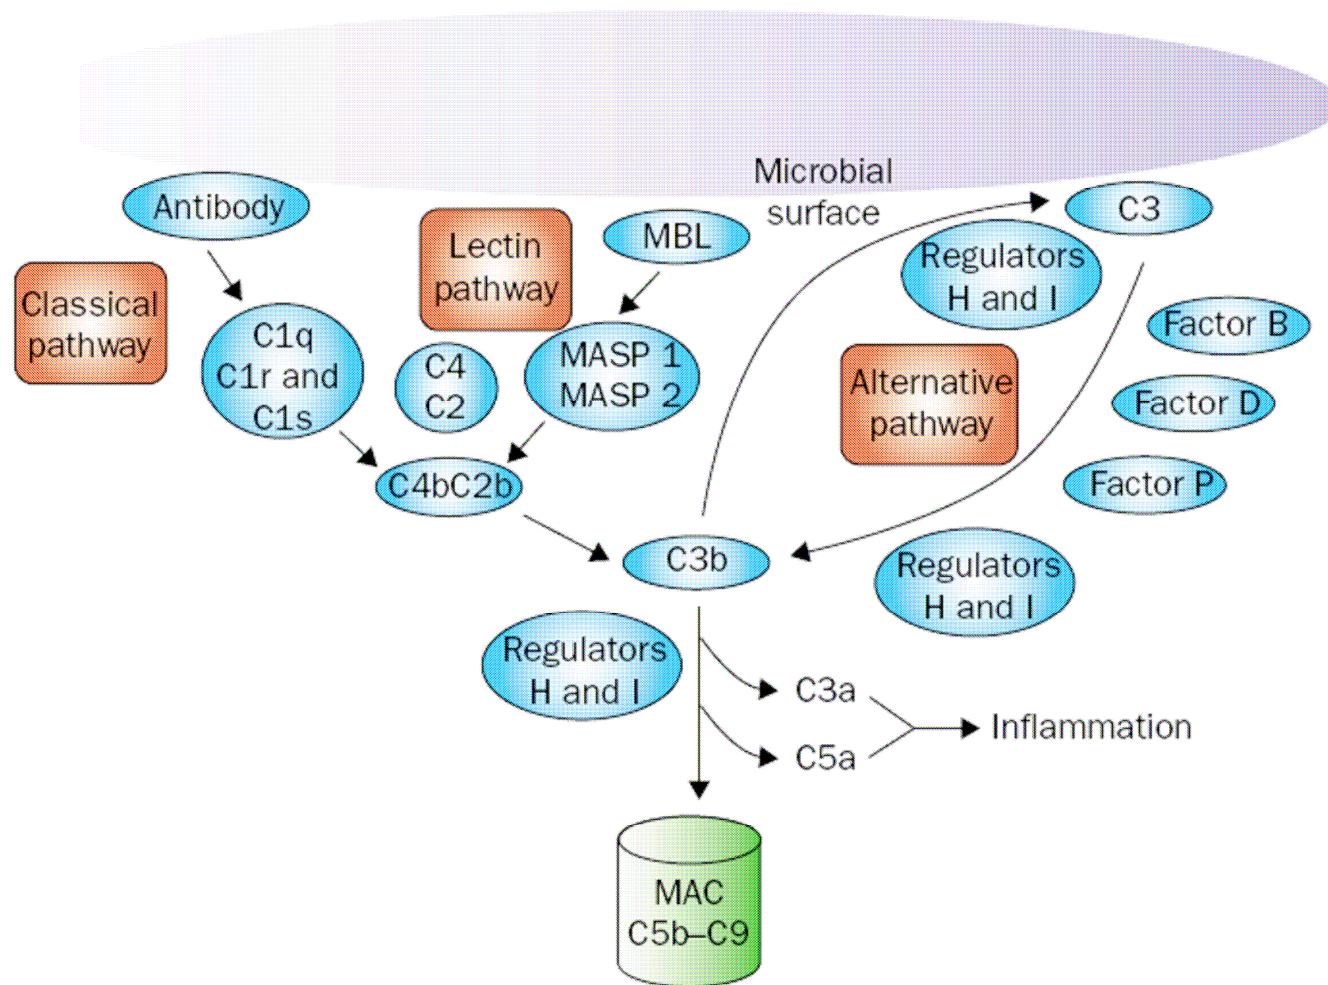 Microbial
surface
Antibody
Classical
pathway
C1q
C1r and
C1s
Lectin
pathway
MBL
C4
C2
MASP 1
MASP 2
C4bC2b
C3
Regulators
H and I
Factor B
Alternative
pathway
Factor D
Factor P
C3b
Regulators
H and I
Regulators
H and I
C3a
C5a
Inflammation
MAC
C5b–C9